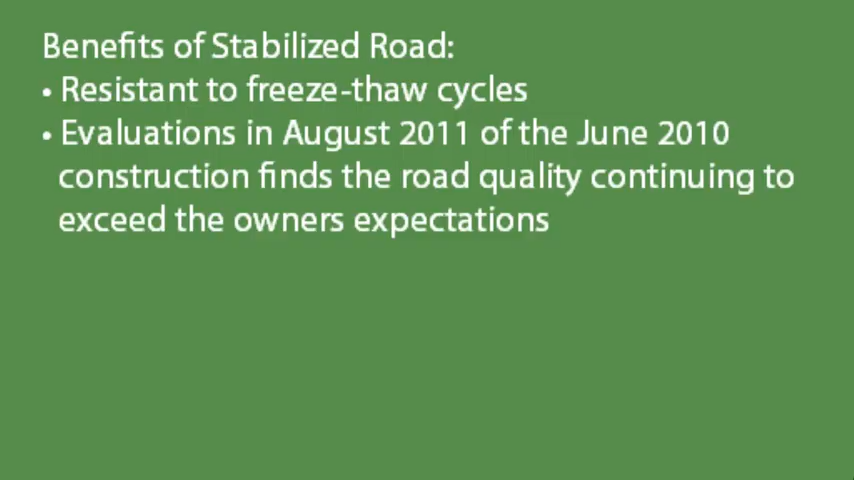 Benefits of Stabilized Road:
• Resistant to freeze-thaw cycles
• Evaluations in August 2011 of the June 2010
construction finds the road quality continuing to
exceed the owners expectations